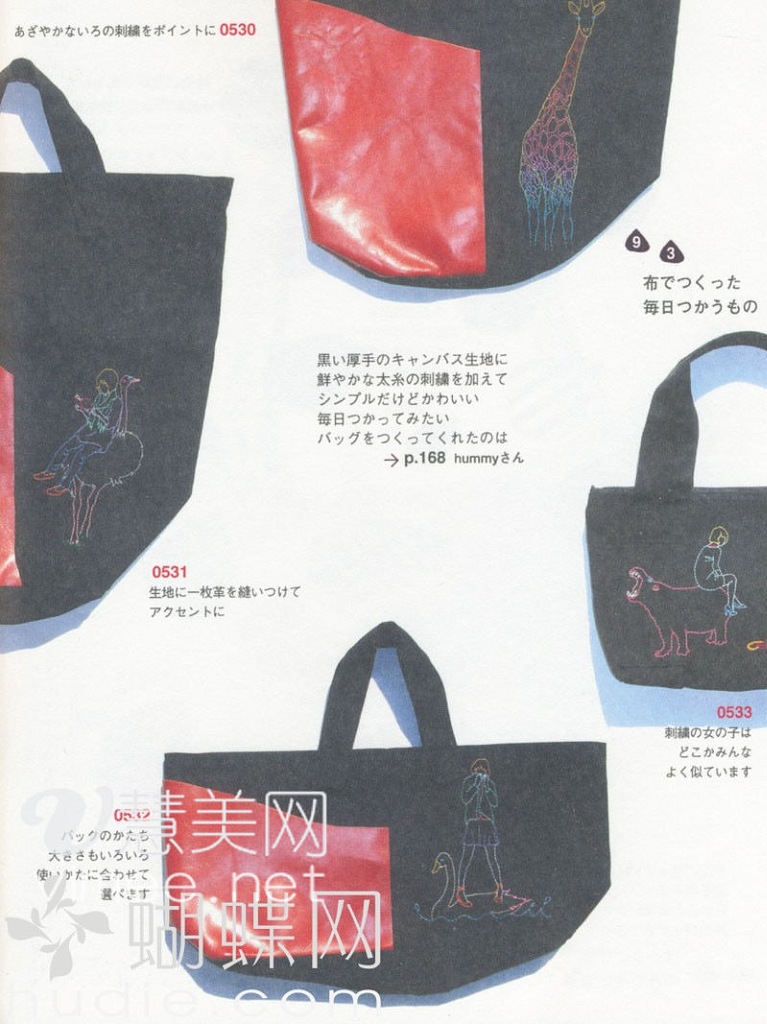 あざやかないろの刺繍をポイントに 0530
9 3
布でつくった
毎日つかうもの
黒い厚手のキャンバス生地に
鮮やかな太糸の刺繍を加えて
シンプルだけどかわいい
毎日つかってみたい
バッグをつくってくれたのは
→ p.168 hummyさん
0531
生地に一枚革を縫いつけて
アクセントに
0533
刺繍の女の子は
どこかみんな
よく似ています
0532
バッグのかたち
大きさもいろいろ
使いかたに合わせて
選べます
慧美网
.net
蝴蝶网
hudie.com